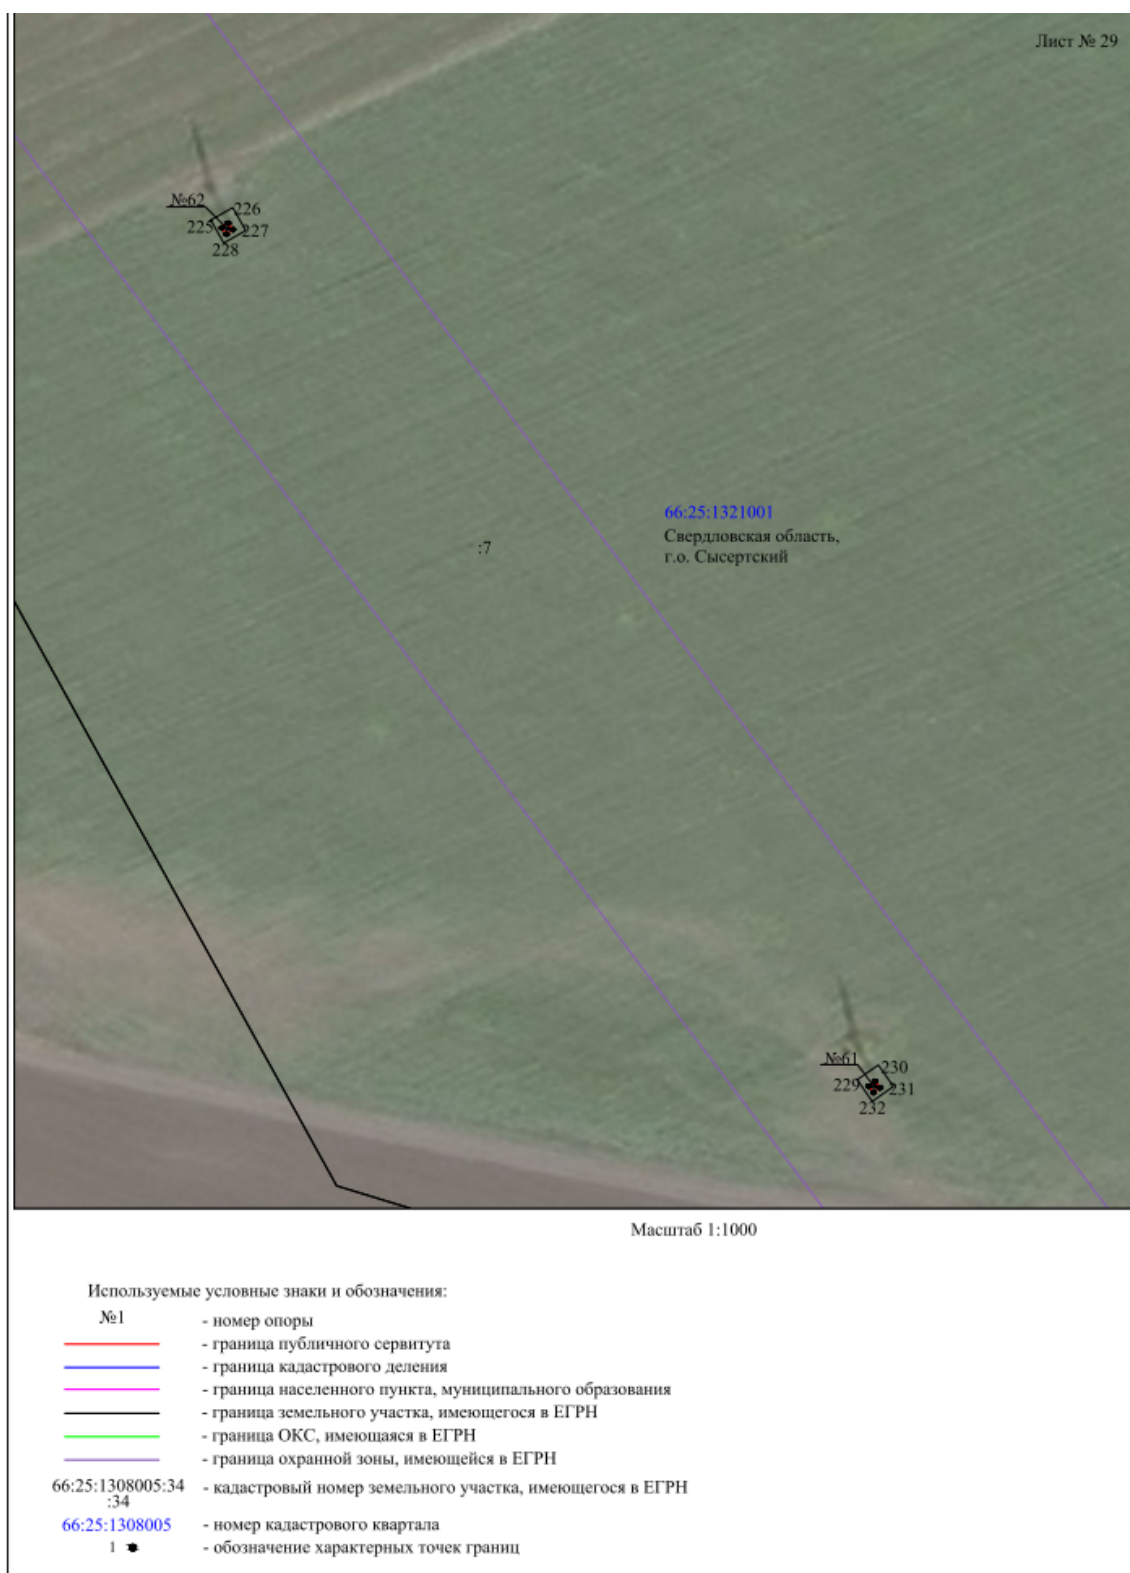 Лист № 29
№62
226
225
227
228
66:25:1321001
Свердловская область,
г.о. Сысертский
:7
№61
230
229
231
232
Масштаб 1:1000
Используемые условные знаки и обозначения:
№1 - номер опоры
- граница публичного сервитута
- граница кадастрового деления
- граница населенного пункта, муниципального образования
- граница земельного участка, имеющегося в ЕГРН
- граница ОКС, имеющаяся в ЕГРН
- граница охранной зоны, имеющейся в ЕГРН
66:25:1308005:34 - кадастровый номер земельного участка, имеющегося в ЕГРН
:34
66:25:1308005 - номер кадастрового квартала
1 - обозначение характерных точек границ